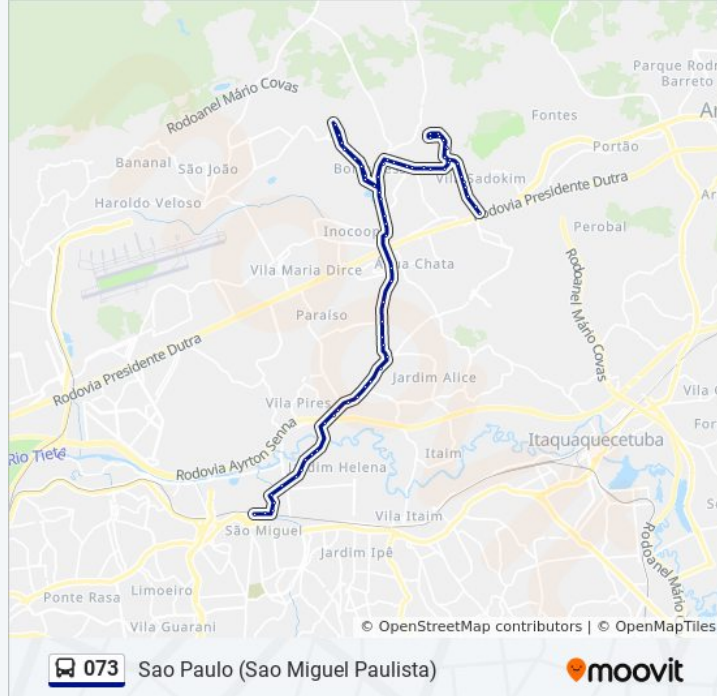 Parque Rodr
Barreto
Rodoanel Mário Covas
Fontes
Portão
Bananal
São João
Haroldo Veloso
Vila Sadokim
Rodovia Presidente Dutra
Inocoop
Perobal
Vila Maria Dirce
Água Chata
Rodoanel Mário Covas
Paraíso
Rodovia Presidente Dutra
Jardim Alice
Vila Pires
Rodovia Ayrton Senna
Rio Tietê
Itaquaquecetuba
Itaim
Jardim Helena
Vila Itaim
São Miguel
Jardim Ipê
Rodoanel Mário Co
Ponte Rasa
Limoeiro
Vila Guarani
© OpenStreetMap contributors | © OpenMapTiles
073 Sao Paulo (Sao Miguel Paulista)
moovit